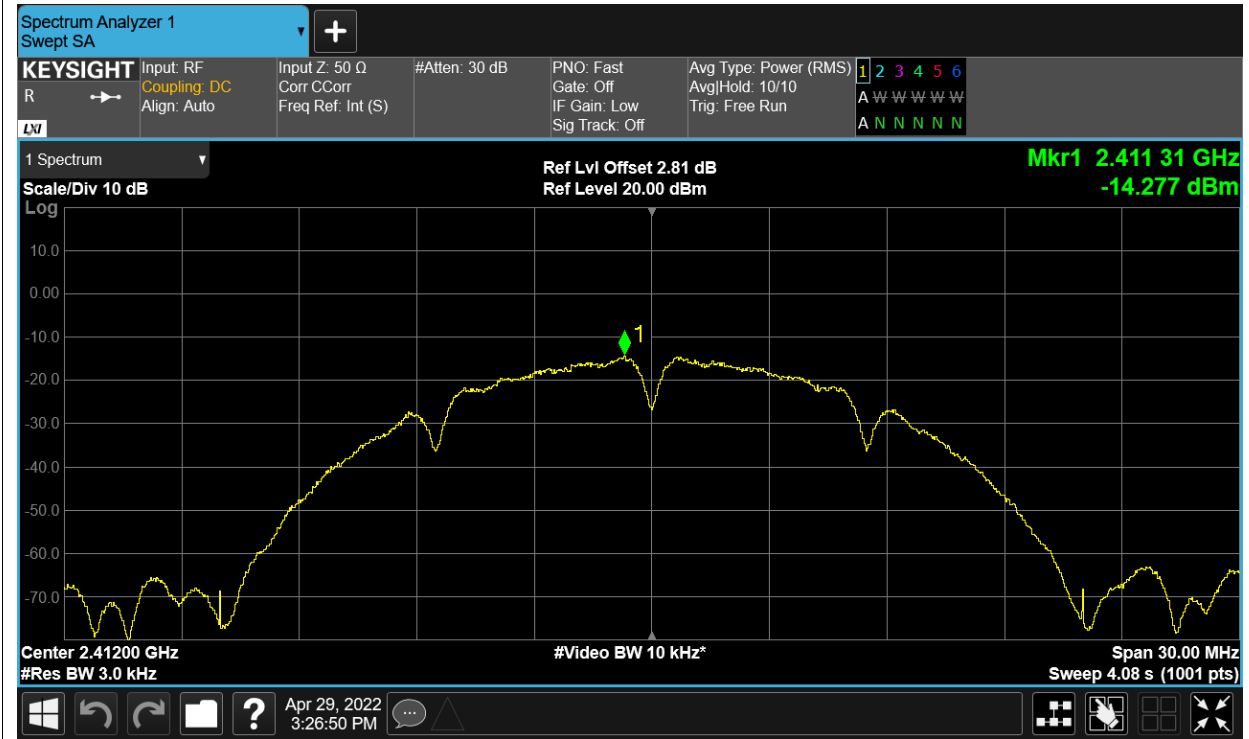 Spectrum Analyzer 1
Swept SA
+
KEYSIGHT
R
LXI
Input: RF
Coupling: DC
Align: Auto
Input Z: 50 Ω
Corr CCorr
Freq Ref: Int (S)
#Atten: 30 dB
PNO: Fast
Gate: Off
IF Gain: Low
Sig Track: Off
Avg Type: Power (RMS)
Avg|Hold: 10/10
Trig: Free Run
1 2 3 4 5 6
A W W W W W
A N N N N N
1 Spectrum
Scale/Div 10 dB
Log
Ref Lvl Offset 2.81 dB
Ref Level 20.00 dBm
Mkr1 2.411 31 GHz
-14.277 dBm
10.0
0.00
-10.0
1
-20.0
-30.0
-40.0
-50.0
-60.0
-70.0
Center 2.41200 GHz
#Video BW 10 kHz*
Span 30.00 MHz
#Res BW 3.0 kHz
Sweep 4.08 s (1001 pts)
?
Apr 29, 2022
3:26:50 PM